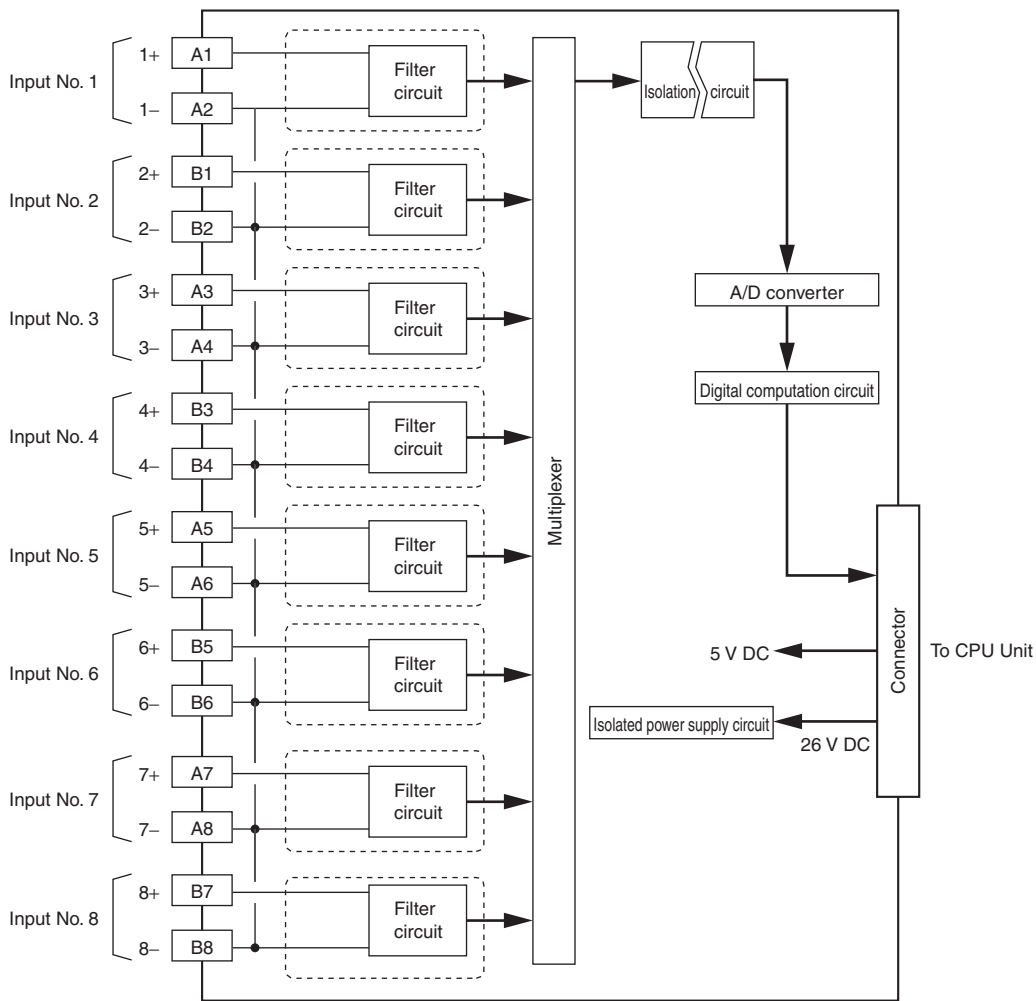 Input No. 1
1+
A1
1−
A2
Filter
circuit
Input No. 2
2+
B1
2−
B2
Filter
circuit
Input No. 3
3+
A3
3−
A4
Filter
circuit
Input No. 4
4+
B3
4−
B4
Filter
circuit
Input No. 5
5+
A5
5−
A6
Filter
circuit
Input No. 6
6+
B5
6−
B6
Filter
circuit
Input No. 7
7+
A7
7−
A8
Filter
circuit
Input No. 8
8+
B7
8−
B8
Filter
circuit
Multiplexer
Isolation circuit
A/D converter
Digital computation circuit
5 V DC
Isolated power supply circuit
26 V DC
Connector
To CPU Unit